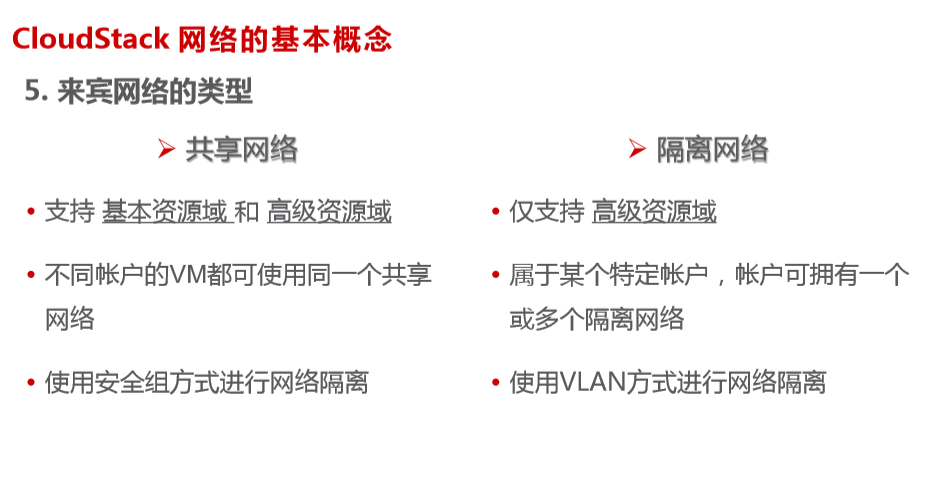 CloudStack 网络的基本概念
5. 来宾网络的类型
➢ 共享网络
• 支持 基本资源域 和 高级资源域
• 不同帐户的VM都可使用同一个共享
网络
• 使用安全组方式进行网络隔离
➢ 隔离网络
• 仅支持 高级资源域
• 属于某个特定帐户，帐户可拥有一个
或多个隔离网络
• 使用VLAN方式进行网络隔离